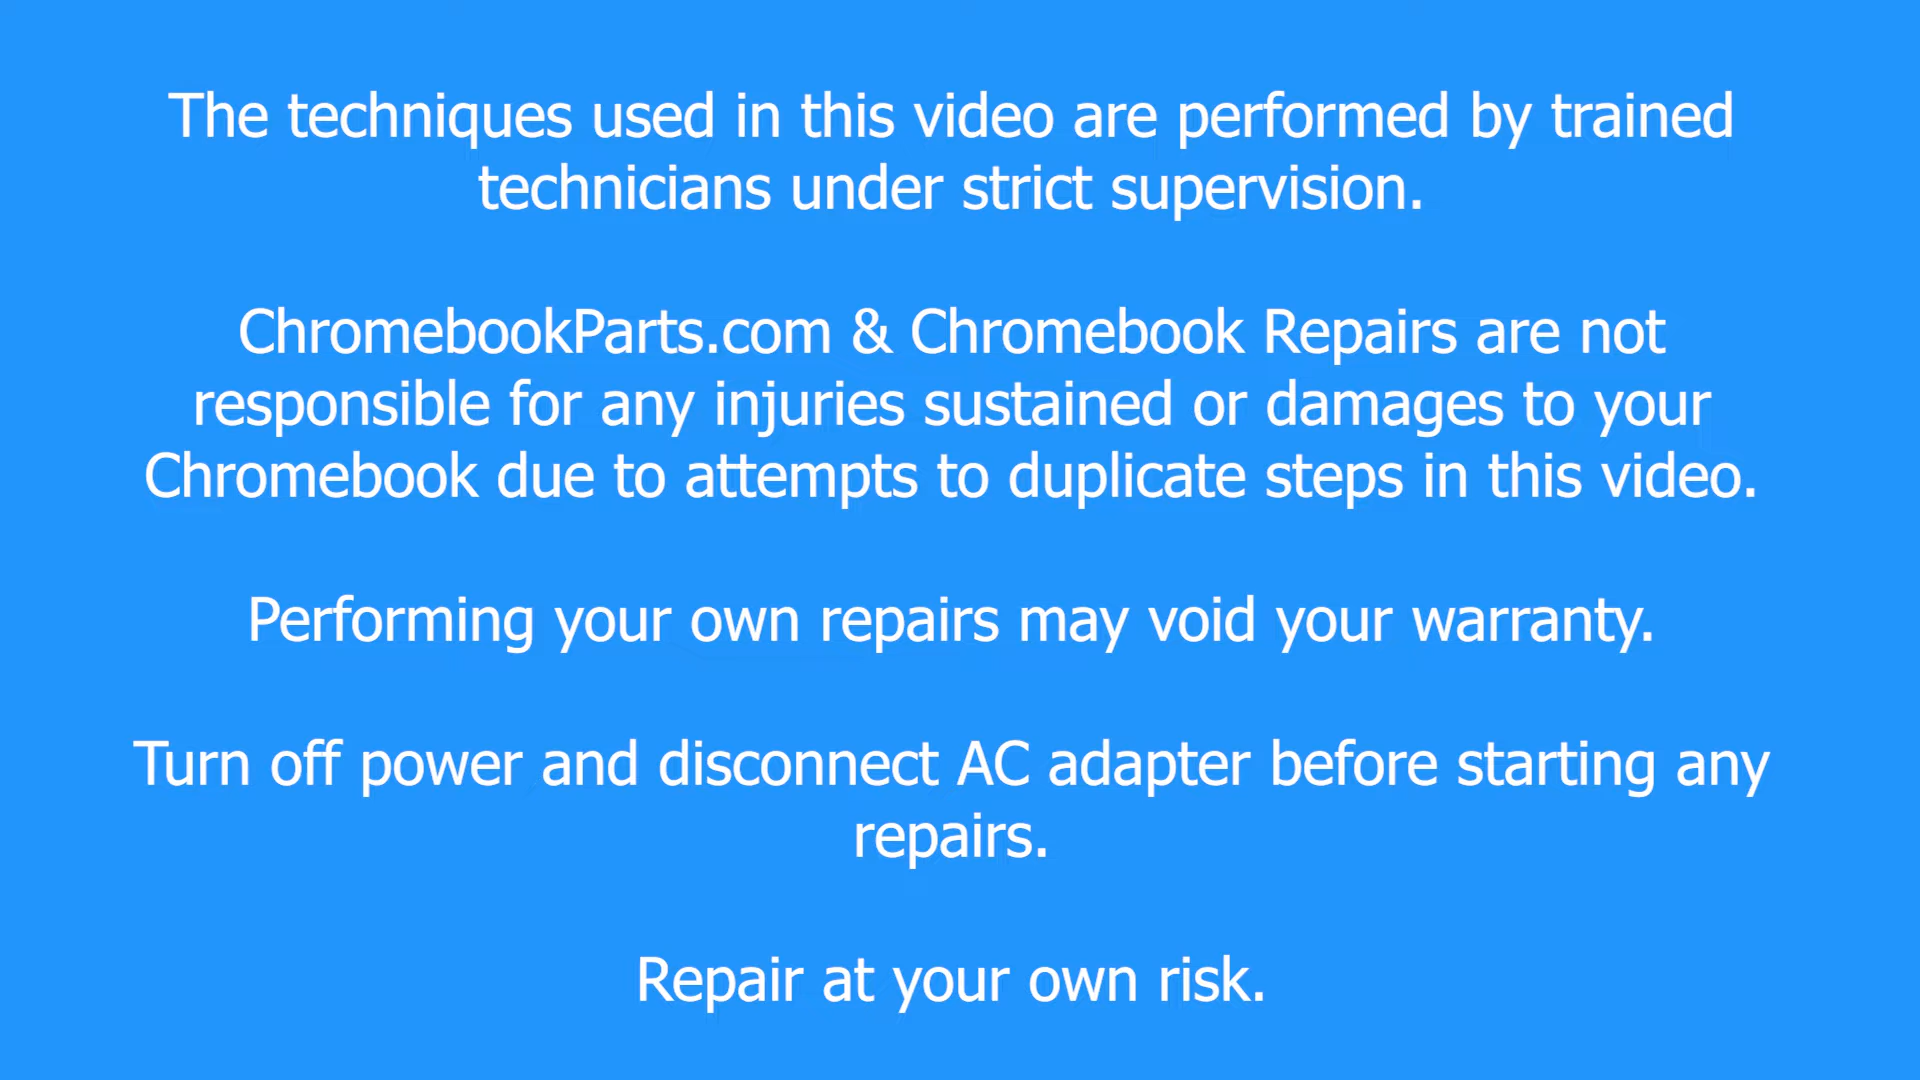 The techniques used in this video are performed by trained
technicians under strict supervision.
ChromebookParts.com & Chromebook Repairs are not
responsible for any injuries sustained or damages to your
Chromebook due to attempts to duplicate steps in this video.
Performing your own repairs may void your warranty.
Turn off power and disconnect AC adapter before starting any
repairs.
Repair at your own risk.